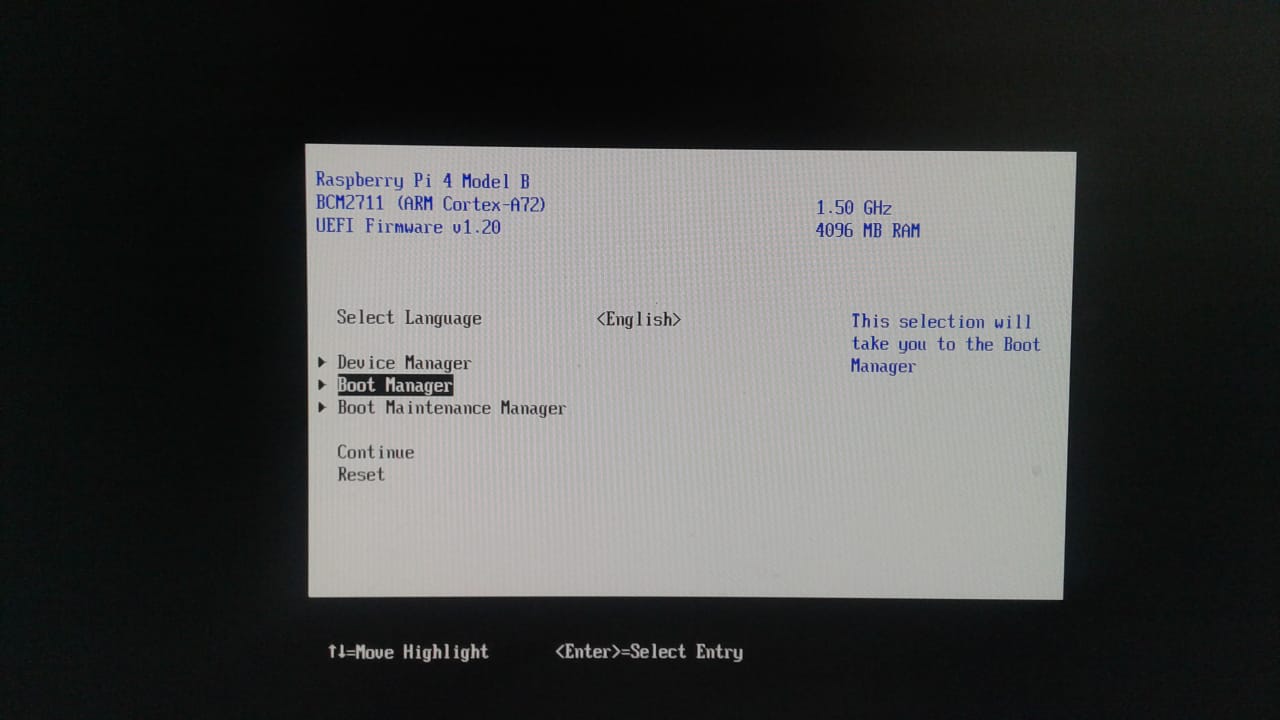 Raspberry Pi 4 Model B
BCM2711 (ARM Cortex-A72) 1.50 GHz
UEFI Firmware v1.20 4096 MB RAM
Select Language <English> This selection will
take you to the Boot
Manager
▶ Device Manager
▶ Boot Manager
▶ Boot Maintenance Manager
Continue
Reset
↑↓=Move Highlight <Enter>=Select Entry